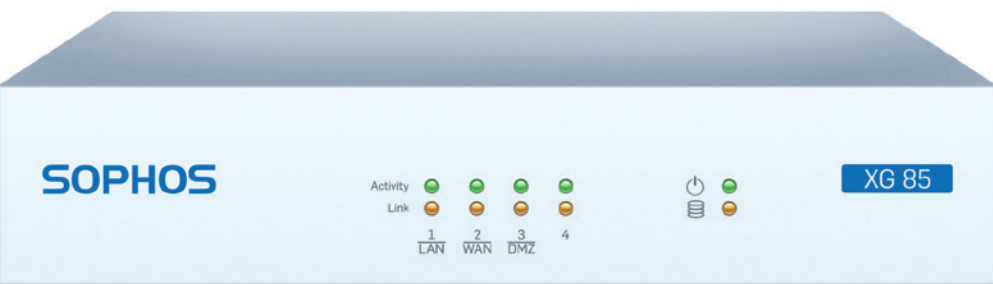 SOPHOS
XG 85
Activity
Link
1 2 3 4
LAN WAN DMZ